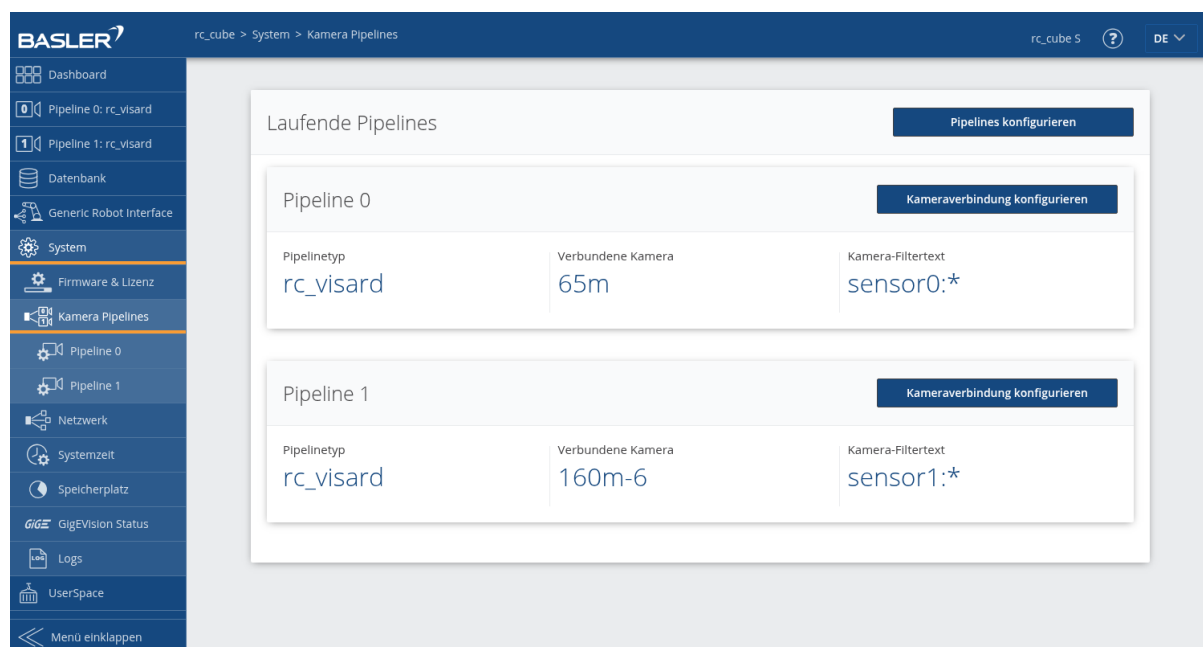 BASLER
rc_cube > System > Kamera Pipelines
rc_cube S
?
DE
Dashboard
0 Pipeline 0: rc_visard
1 Pipeline 1: rc_visard
Datenbank
Generic Robot Interface
System
Firmware & Lizenz
Kamera Pipelines
Pipeline 0
Pipeline 1
Netzwerk
Systemzeit
Speicherplatz
GIGE GigEVision Status
LOG Logs
UserSpace
Menü einklappen
Laufende Pipelines
Pipelines konfigurieren
Pipeline 0
Kameraverbindung konfigurieren
Pipelinetyp
rc_visard
Verbundene Kamera
65m
Kamera-Filtertext
sensor0:*
Pipeline 1
Kameraverbindung konfigurieren
Pipelinetyp
rc_visard
Verbundene Kamera
160m-6
Kamera-Filtertext
sensor1:*